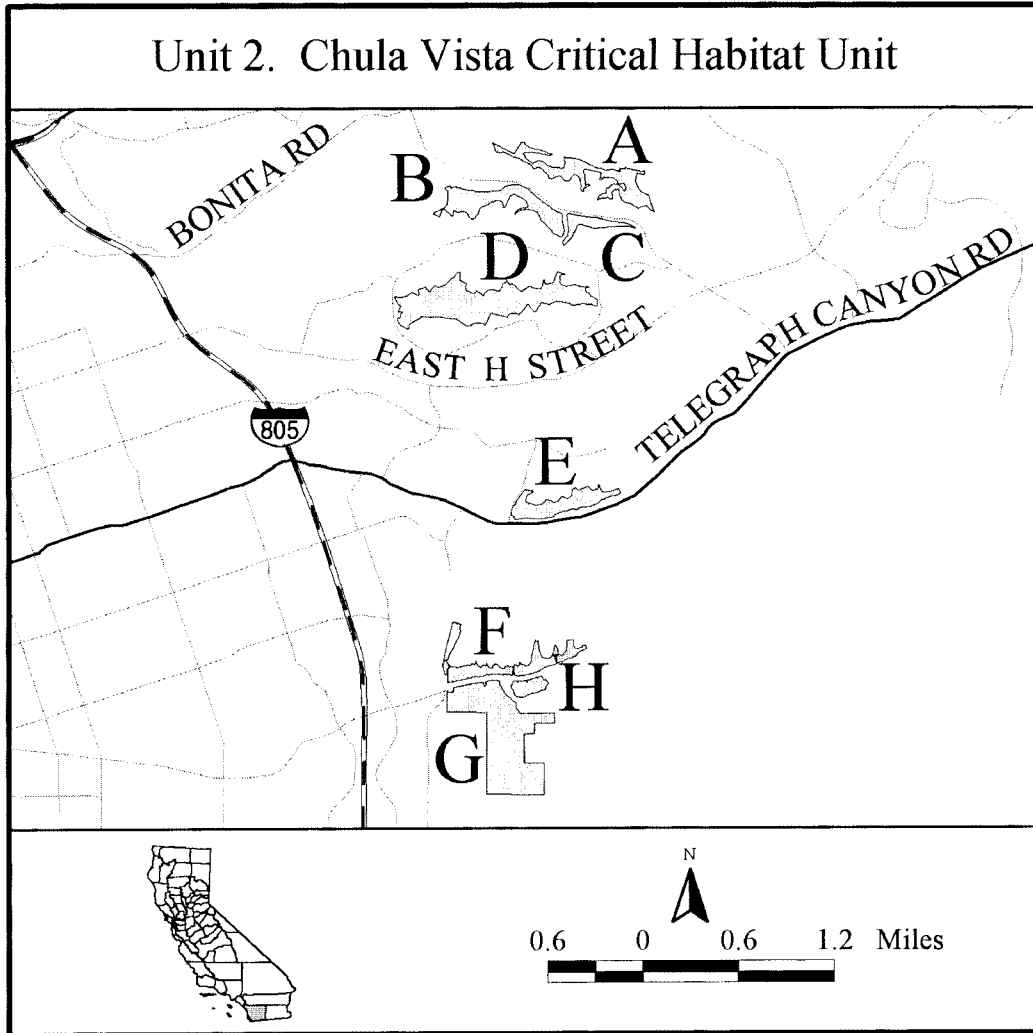 Unit 2. Chula Vista Critical Habitat Unit
A
BONITA RD
B
C
D
EAST H STREET
TELEGRAPH CANYON RD
805
E
F
H
G
N
0.6 0 0.6 1.2 Miles